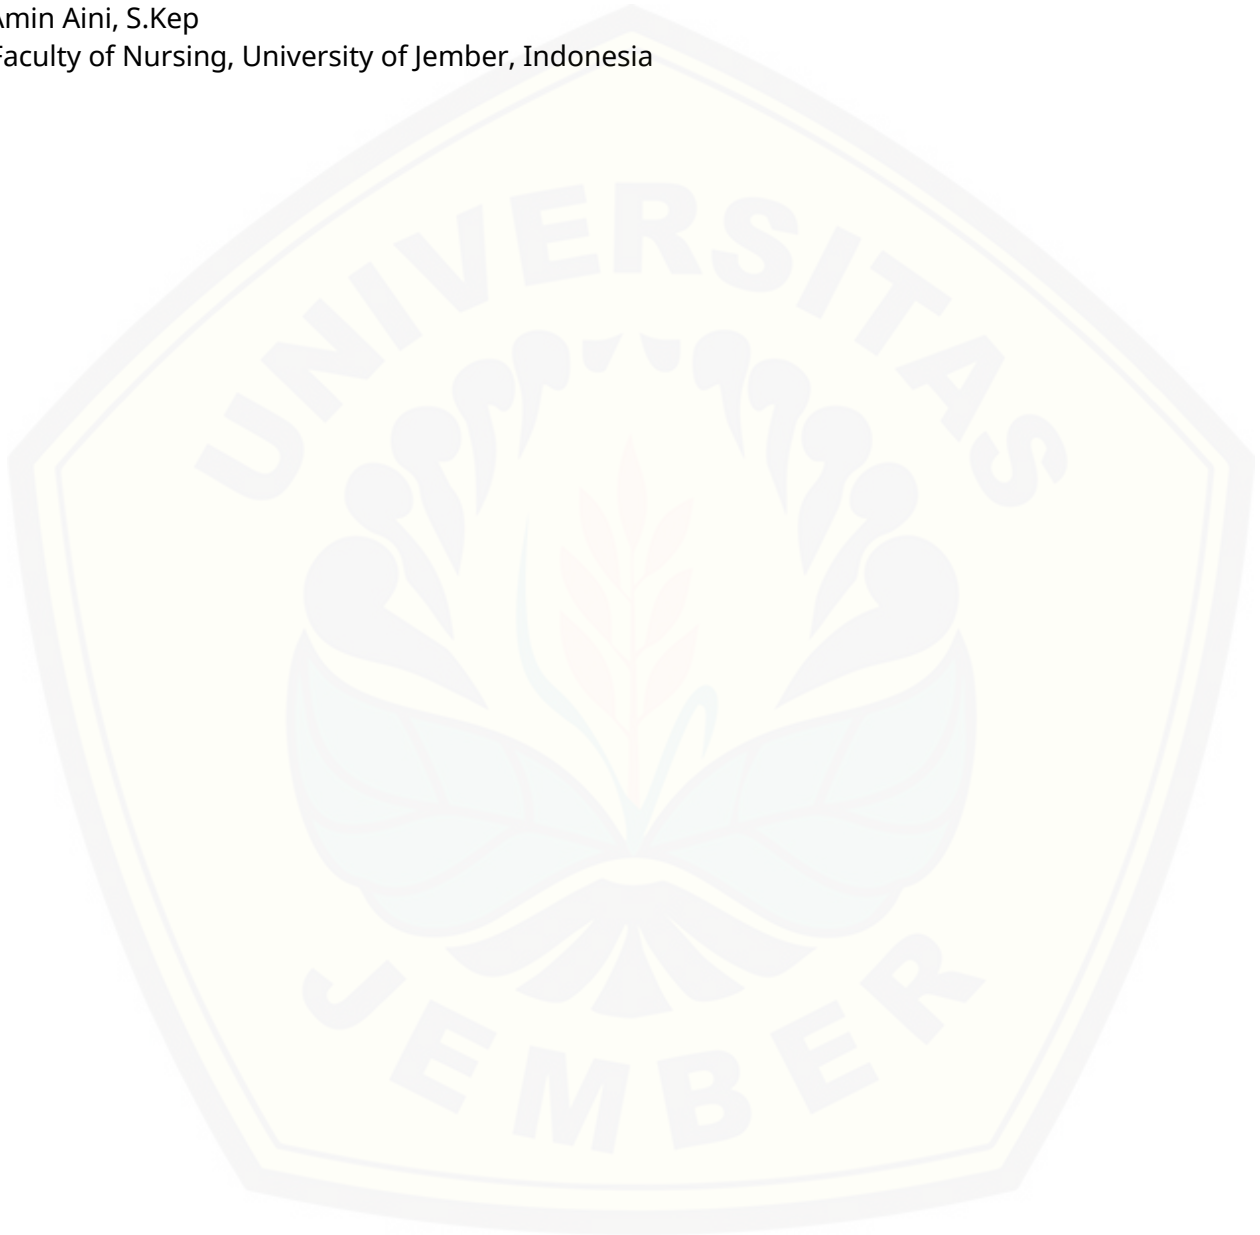 Amin Aini, S.Kep
Faculty of Nursing, University of Jember, Indonesia
UNIVERSITAS
JEMBER